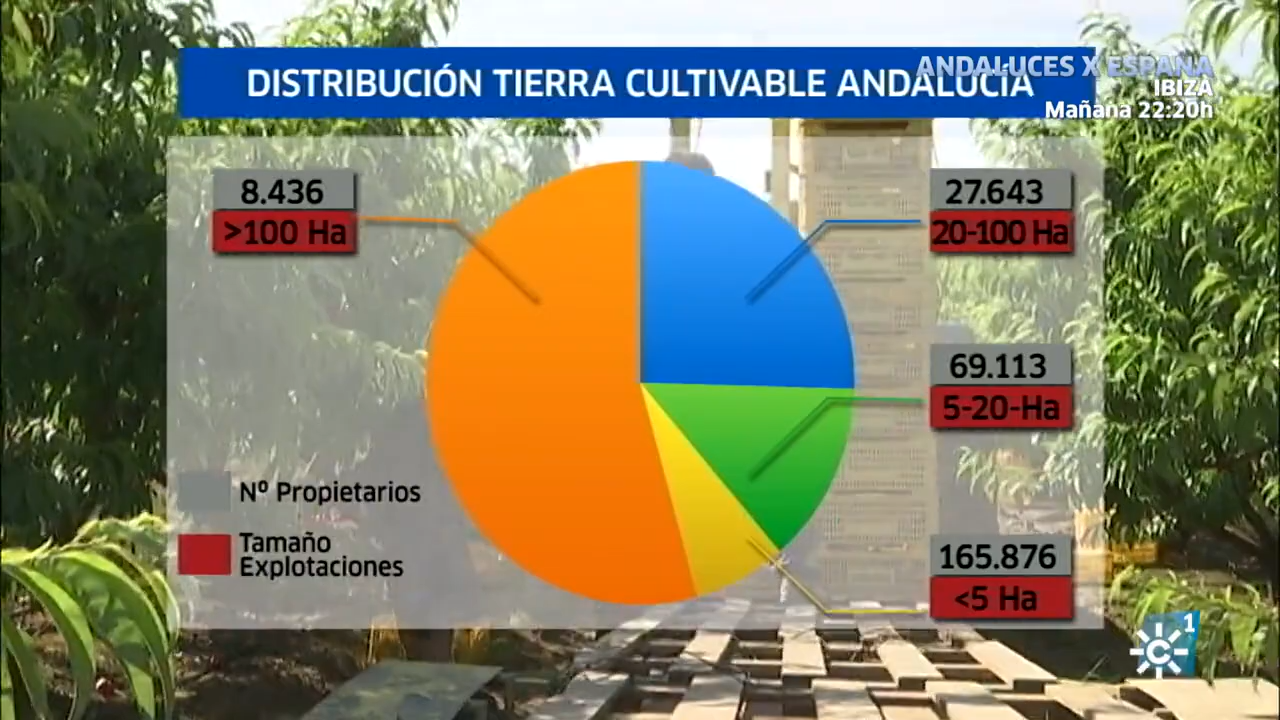 DISTRIBUCIÓN TIERRA CULTIVABLE ANDALUCÍA
ANDALUCES X ESPAÑA
IBIZA
Mañana 22:20h
8.436
>100 Ha
27.643
20-100 Ha
69.113
5-20-Ha
165.876
<5 Ha
Nº Propietarios
Tamaño
Explotaciones
1